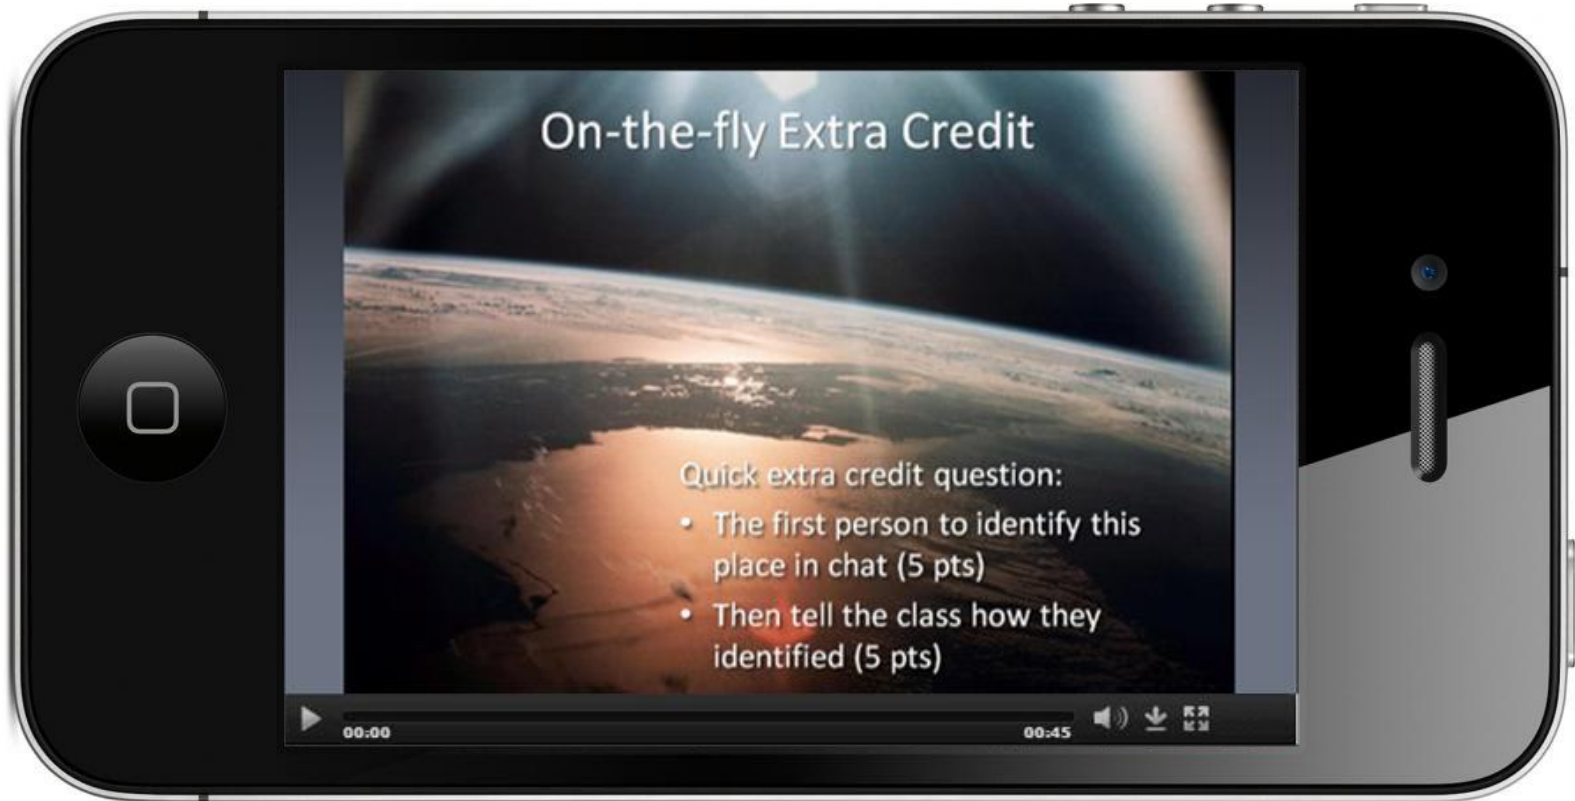 On-the-fly Extra Credit
Quick extra credit question:
• The first person to identify this
place in chat (5 pts)
• Then tell the class how they
identified (5 pts)
00:00
00:45